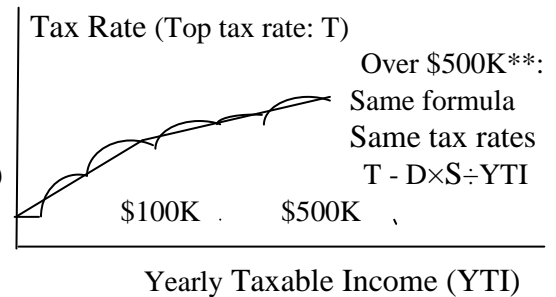 Tax Rate (Top tax rate: T)
Over $500K**:
Same formula
Same tax rates
T - D×S÷YTI
$100K
$500K
Yearly Taxable Income (YTI)